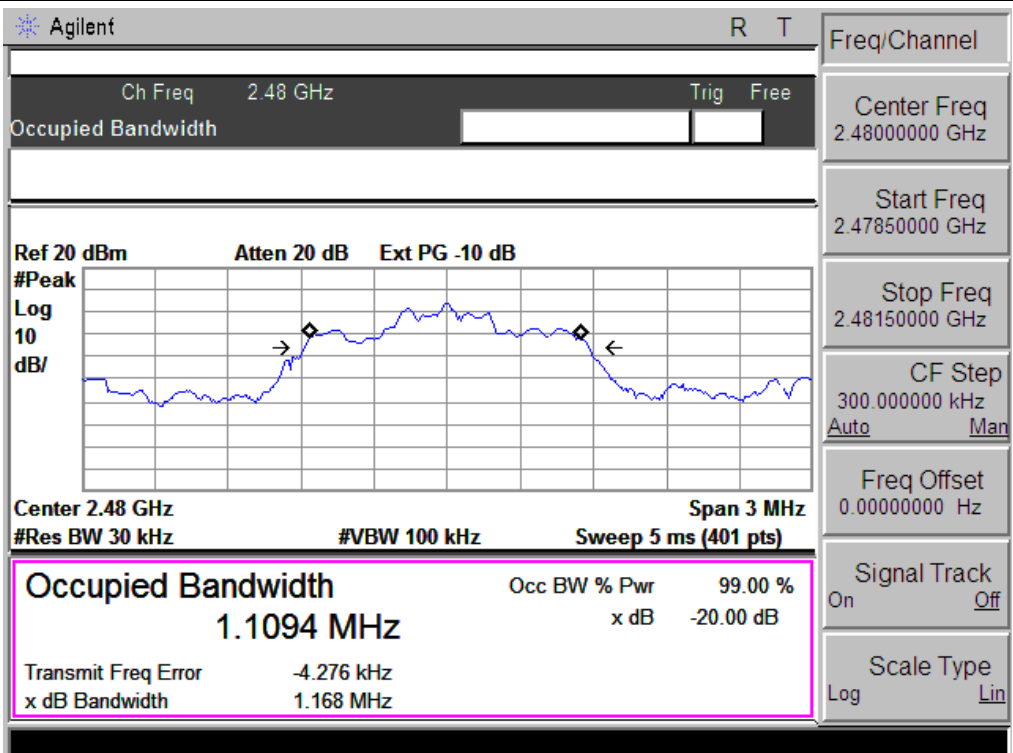 Agilent R T
Ch Freq 2.48 GHz Trig Free
Occupied Bandwidth
Ref 20 dBm Atten 20 dB Ext PG -10 dB
#Peak
Log
10
dB/
Center 2.48 GHz Span 3 MHz
#Res BW 30 kHz #VBW 100 kHz Sweep 5 ms (401 pts)
Occupied Bandwidth Occ BW % Pwr 99.00 %
1.1094 MHz x dB -20.00 dB
Transmit Freq Error -4.276 kHz
x dB Bandwidth 1.168 MHz
Freq/Channel
Center Freq
2.48000000 GHz
Start Freq
2.47850000 GHz
Stop Freq
2.48150000 GHz
CF Step
300.000000 kHz
Auto Man
Freq Offset
0.00000000 Hz
Signal Track
On Off
Scale Type
Log Lin